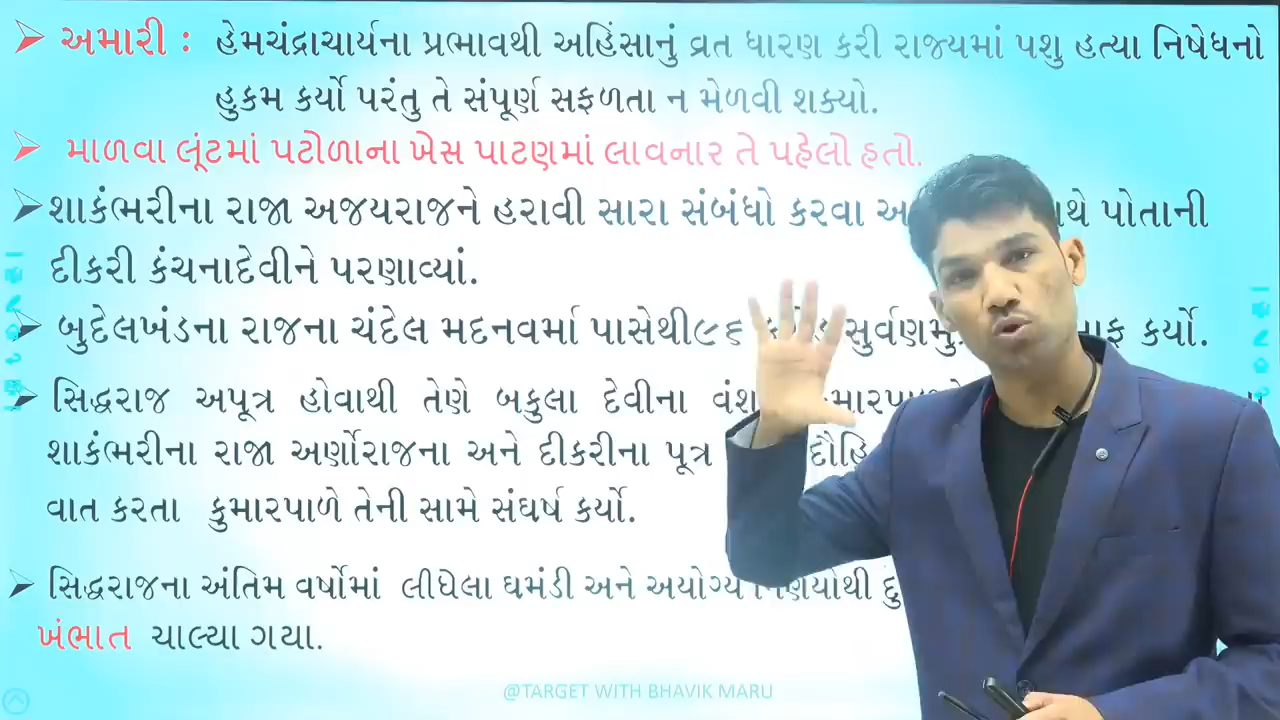 અમારી : હેમચંદ્રાચાર્યના પ્રભાવથી અહિંસાનું વ્રત ધારણ કરી રાજ્યમાં પશુ હત્યા નિષેધનો
હુકમ કર્યો પરંતુ તે સંપૂર્ણ સફળતા ન મેળવી શક્યો.
માળવા લૂંટમાં પટોળાના ખેસ પાટણમાં લાવનાર તે પહેલો હતો.
શાકંભરીના રાજા અજયરાજને હરાવી સારા સંબંધો કરવા પોતાની
દીકરી કંચનાદેવીને પરણાવ્યાં.
બુદેલખંડના રાજના ચંદેલ મદનવર્મા પાસેથી ૯૬ કર્યો.
સિદ્ધરાજ અપૂત્ર હોવાથી તેણે બકુલા દેવીના
શાકંભરીના રાજા અર્ણોરાજના અને દીકરીના પૂત્ર
વાત કરતા કુમારપાળે તેની સામે સંઘર્ષ કર્યો.
સિદ્ધરાજના અંતિમ વર્ષોમાં લીધેલા ઘમંડી અને અયોગ્ય
ખંભાત ચાલ્યા ગયા.
@TARGET WITH BHAVIK MARU